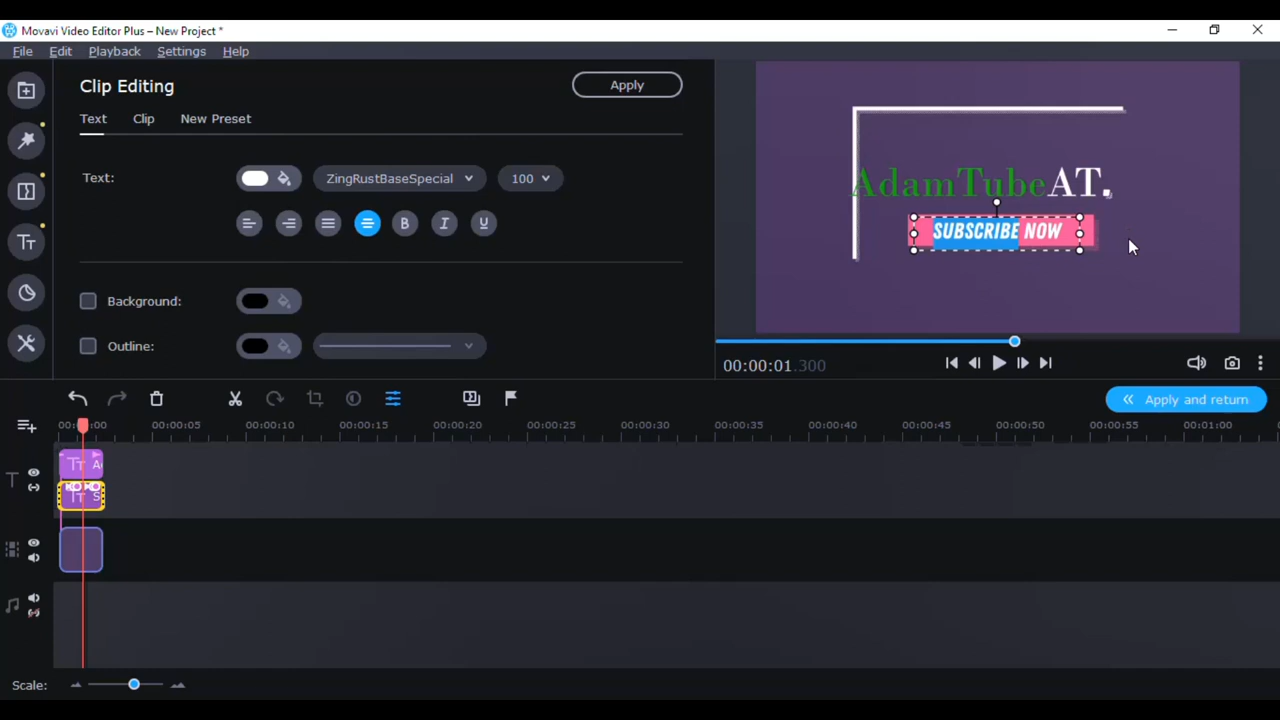 Movavi Video Editor Plus – New Project *
File Edit Playback Settings Help
Clip Editing
Apply
Text Clip New Preset
Text:
ZingRustBaseSpecial
100
B I U
Background:
Outline:
AdamTubeAT.
SUBSCRIBE NOW
00:00:01.300
Apply and return
00:00:00 00:00:05 00:00:10 00:00:15 00:00:20 00:00:25 00:00:30 00:00:35 00:00:40 00:00:45 00:00:50 00:00:55 00:01:00
Tт A
Tт S
Scale: